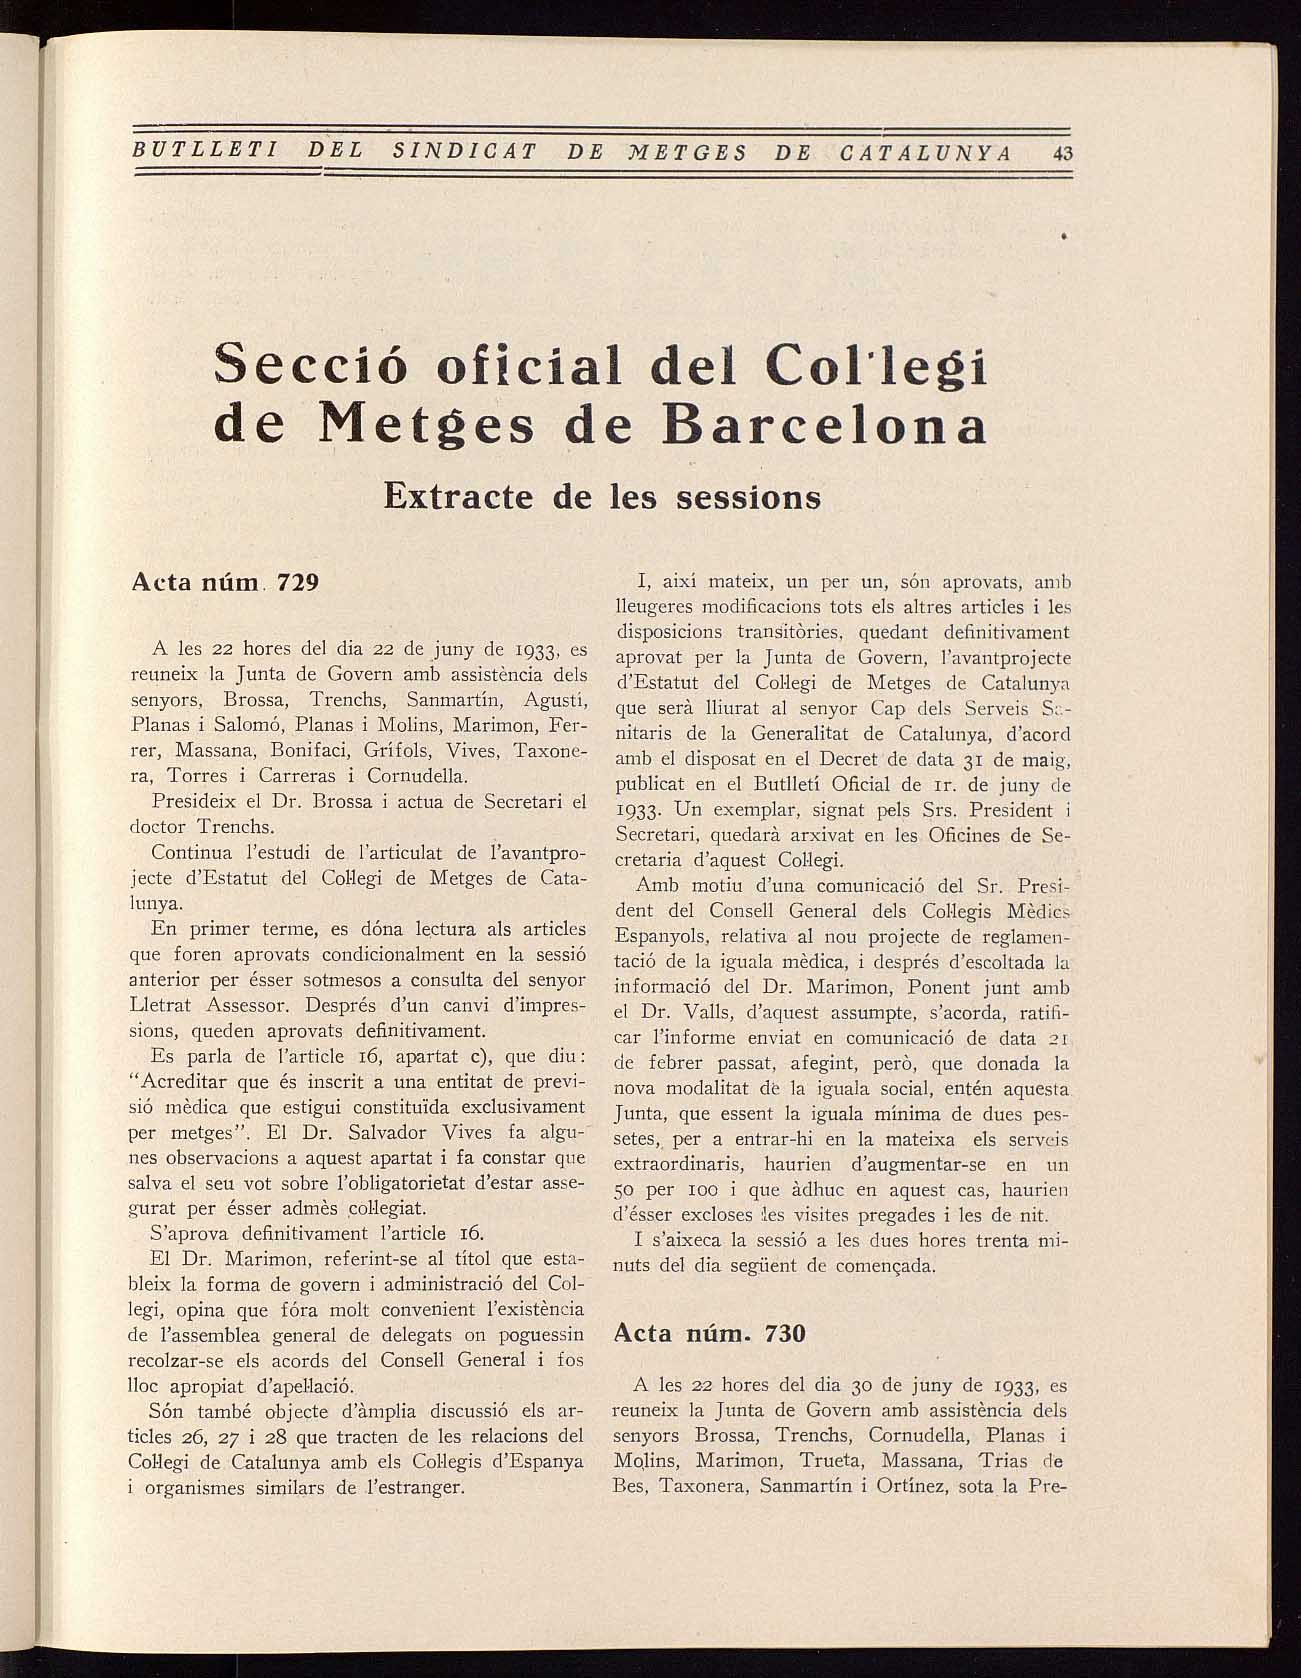 BUTLLETI DEL SINDICAT DE METGES DE CATALUNYA 43
Secció oficial del Col·legi
de Metges de Barcelona
Extracte de les sessions
Acta núm. 729
A les 22 hores del dia 22 de juny de 1933, es
reuneix la Junta de Govern amb assistència dels
senyors, Brossa, Trenchs, Sanmartín, Agustí,
Planas i Salomó, Planas i Molins, Marimon, Fer-
rer, Massana, Bonifaci, Grífols, Vives, Taxone-
ra, Torres i Carreras i Cornudella.
Presideix el Dr. Brossa i actua de Secretari el
doctor Trenchs.
Continua l'estudi de l'articulat de l'avantpro-
jecte d'Estatut del Col·legi de Metges de Cata-
lunya.
En primer terme, es dóna lectura als articles
que foren aprovats condicionalment en la sessió
anterior per ésser sotmesos a consulta del senyor
Lletrat Assessor. Després d'un canvi d'impres-
sions, queden aprovats definitivament.
Es parla de l'article 16, apartat c), que diu:
"Acreditar que és inscrit a una entitat de previ-
sió mèdica que estigui constituïda exclusivament
per metges". El Dr. Salvador Vives fa algu-
nes observacions a aquest apartat i fa constar que
salva el seu vot sobre l'obligatorietat d'estar asse-
gurat per ésser admès col·legiat.
S'aprova definitivament l'article 16.
El Dr. Marimon, referint-se al títol que esta-
bleix la forma de govern i administració del Col-
legi, opina que fóra molt convenient l'existència
de l'assemblea general de delegats on poguessin
recolzar-se els acords del Consell General i fos
lloc apropiat d'apel·lació.
Són també objecte d'àmplia discussió els ar-
ticles 26, 27 i 28 que tracten de les relacions del
Col·legi de Catalunya amb els Col·legis d'Espanya
i organismes similars de l'estranger.
I, així mateix, un per un, són aprovats, amb
lleugeres modificacions tots els altres articles i les
disposicions transitòries, quedant definitivament
aprovat per la Junta de Govern, l'avantprojecte
d'Estatut del Col·legi de Metges de Catalunya
que serà lliurat al senyor Cap dels Serveis Sa-
nitaris de la Generalitat de Catalunya, d'acord
amb el disposat en el Decret de data 31 de maig,
publicat en el Butlletí Oficial de 1r. de juny de
1933. Un exemplar, signat pels Srs. President i
Secretari, quedarà arxivat en les Oficines de Se-
cretaria d'aquest Col·legi.
Amb motiu d'una comunicació del Sr. Presi-
dent del Consell General dels Col·legis Mèdics
Espanyols, relativa al nou projecte de reglamen-
tació de la iguala mèdica, i després d'escoltada la
informació del Dr. Marimon, Ponent junt amb
el Dr. Valls, d'aquest assumpte, s'acorda, ratifi-
car l'informe enviat en comunicació de data 21
de febrer passat, afegint, però, que donada la
nova modalitat de la iguala social, entén aquesta
Junta, que essent la iguala mínima de dues pes-
setes, per a entrar-hi en la mateixa els serveis
extraordinaris, haurien d'augmentar-se en un
50 per 100 i que àdhuc en aquest cas, haurien
d'ésser excloses les visites pregades i les de nit.
I s'aixeca la sessió a les dues hores trenta mi-
nuts del dia següent de començada.
Acta núm. 730
A les 22 hores del dia 30 de juny de 1933, es
reuneix la Junta de Govern amb assistència dels
senyors Brossa, Trenchs, Cornudella, Planas i
Molins, Marimon, Trueta, Massana, Trias de
Bes, Taxonera, Sanmartín i Ortínez, sota la Pre-